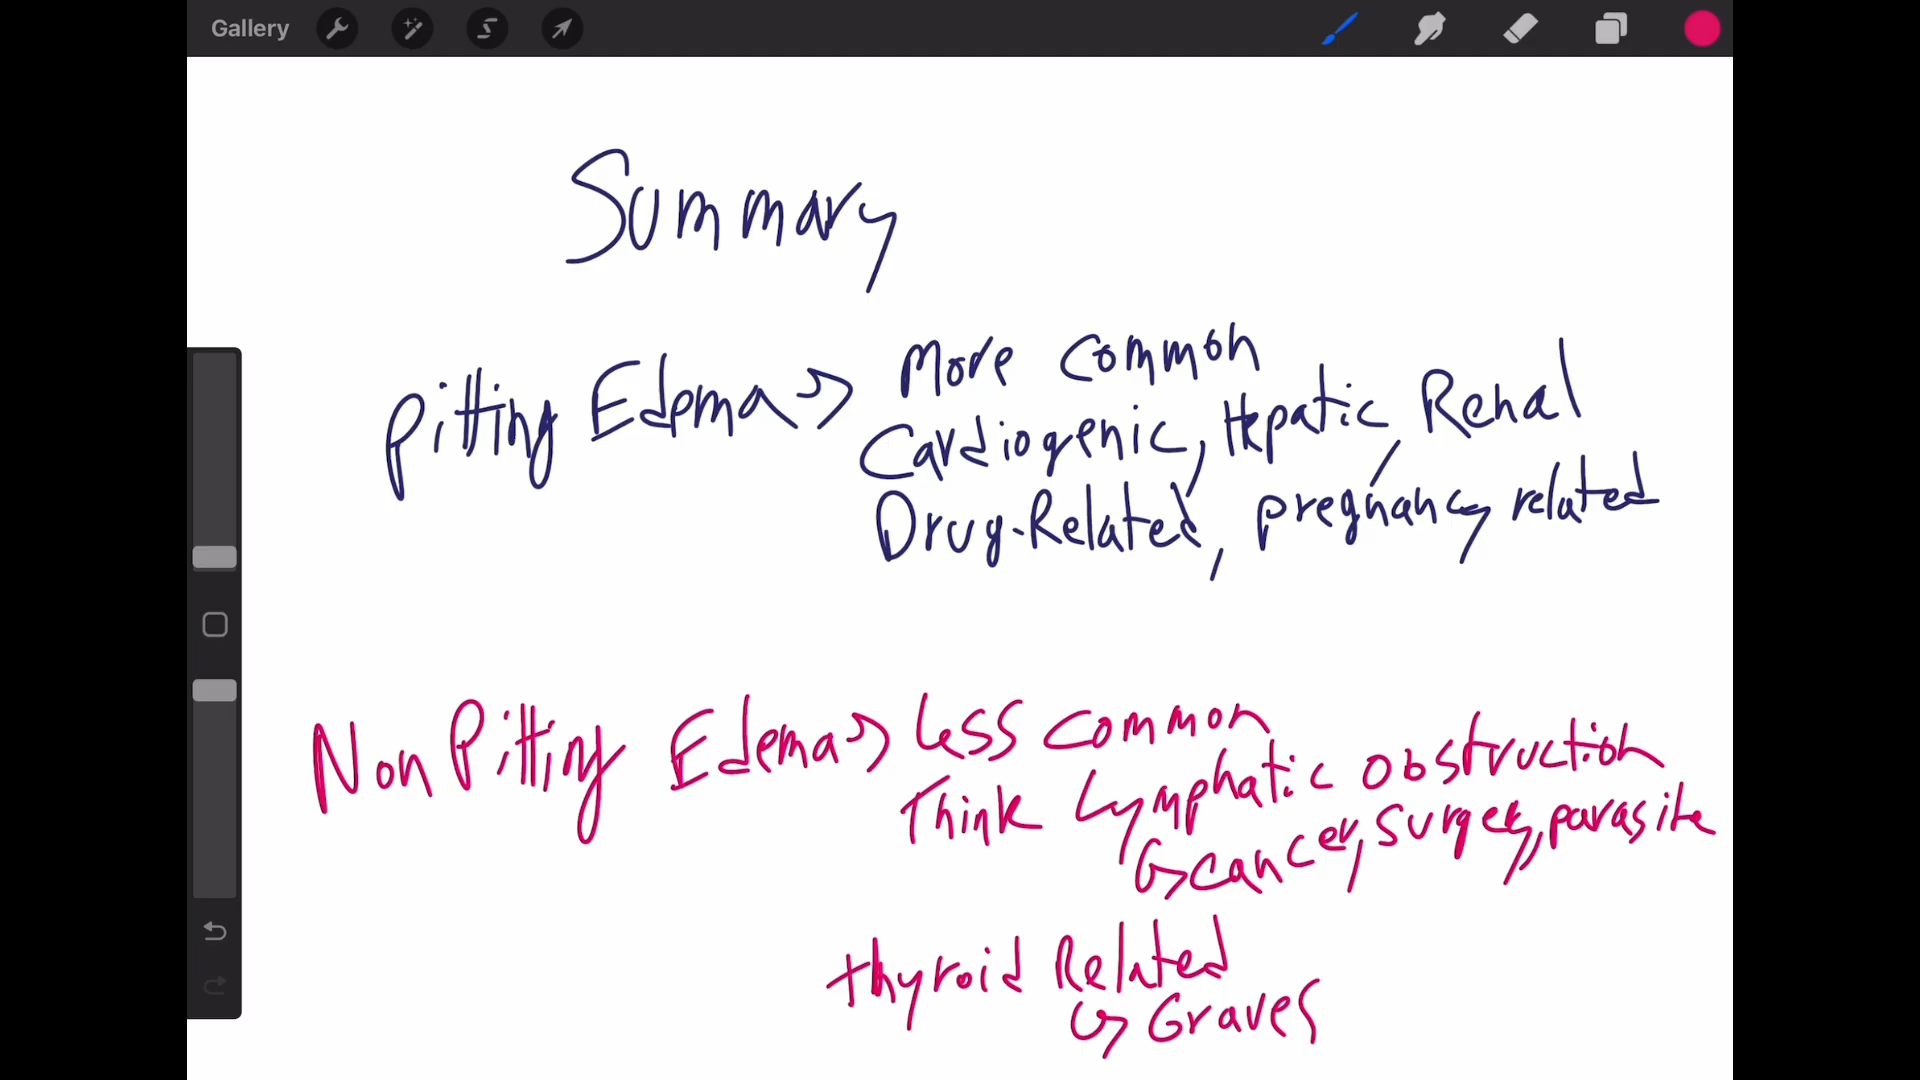 Gallery
Summary
Pitting Edema → More Common
Cardiogenic, Hepatic, Renal
Drug-Related, pregnancy related
Non Pitting Edema → Less Common
Think Lymphatic Obstruction
↳ cancer, surgery, parasite
thyroid Related
↳ Graves